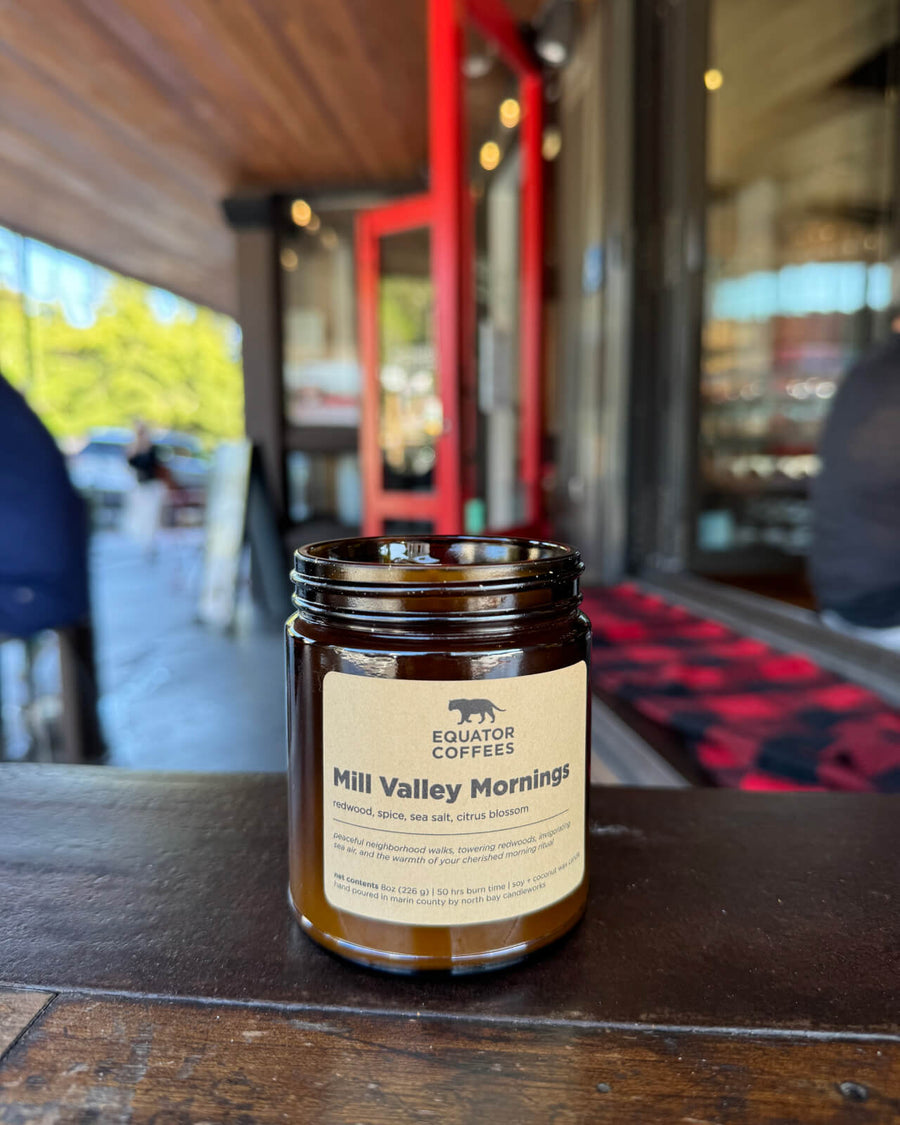 EQUATOR
COFFEES
Mill Valley Mornings
redwood, spice, sea salt, citrus blossom
peaceful neighborhood walks, towering redwoods, invigorating
sea air, and the warmth of your cherished morning ritual
net contents 8oz (226 g) | 50 hrs burn time | soy + coconut wax candle
hand poured in marin county by north bay candleworks